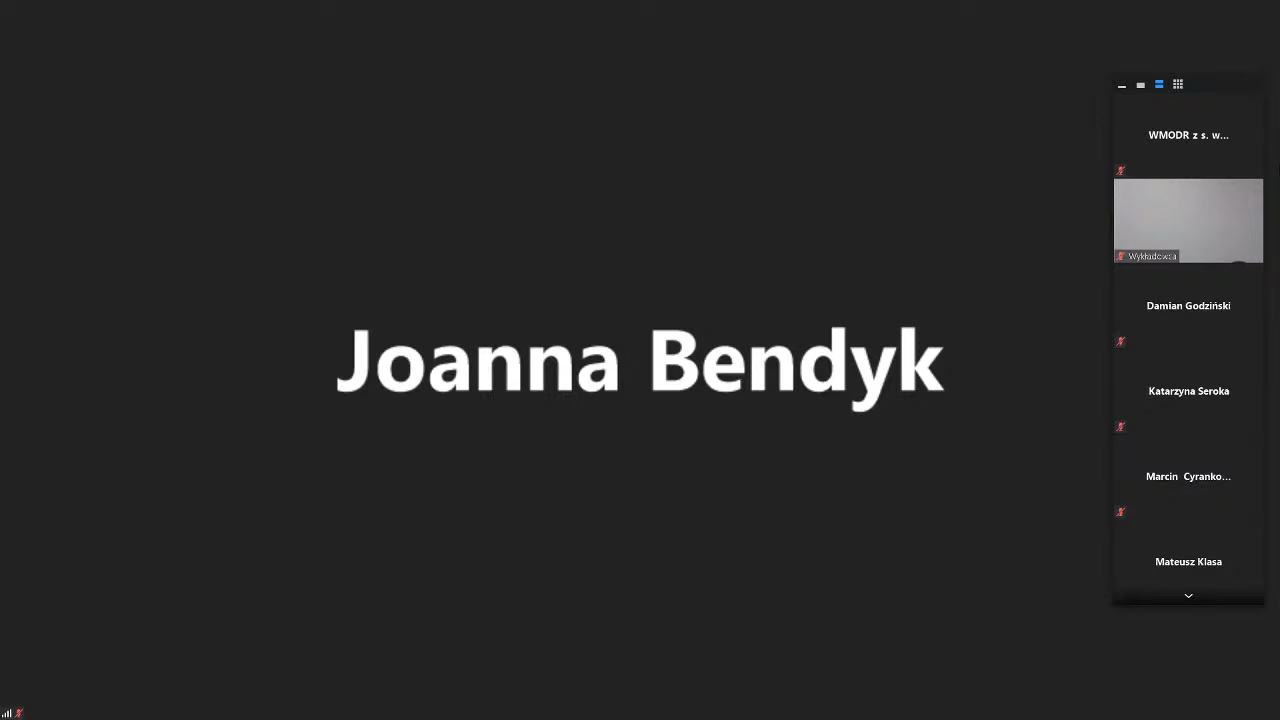 Joanna Bendyk
WMODR z s. w...
Wykładowca
Damian Godziński
Katarzyna Seroka
Marcin Cyranko...
Mateusz Klasa